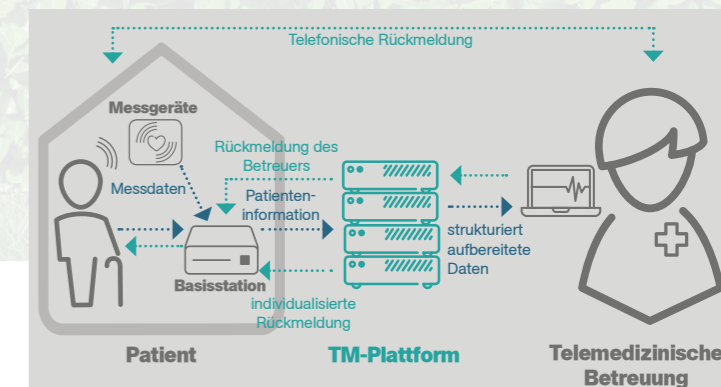 Telefonische Rückmeldung
Messgeräte
Rückmeldung des
Betreuers
Messdaten
Patienten-
information
strukturiert
aufbereitete
Daten
Basisstation
individualisierte
Rückmeldung
Patient
TM-Plattform
Telemedizinische
Betreuung